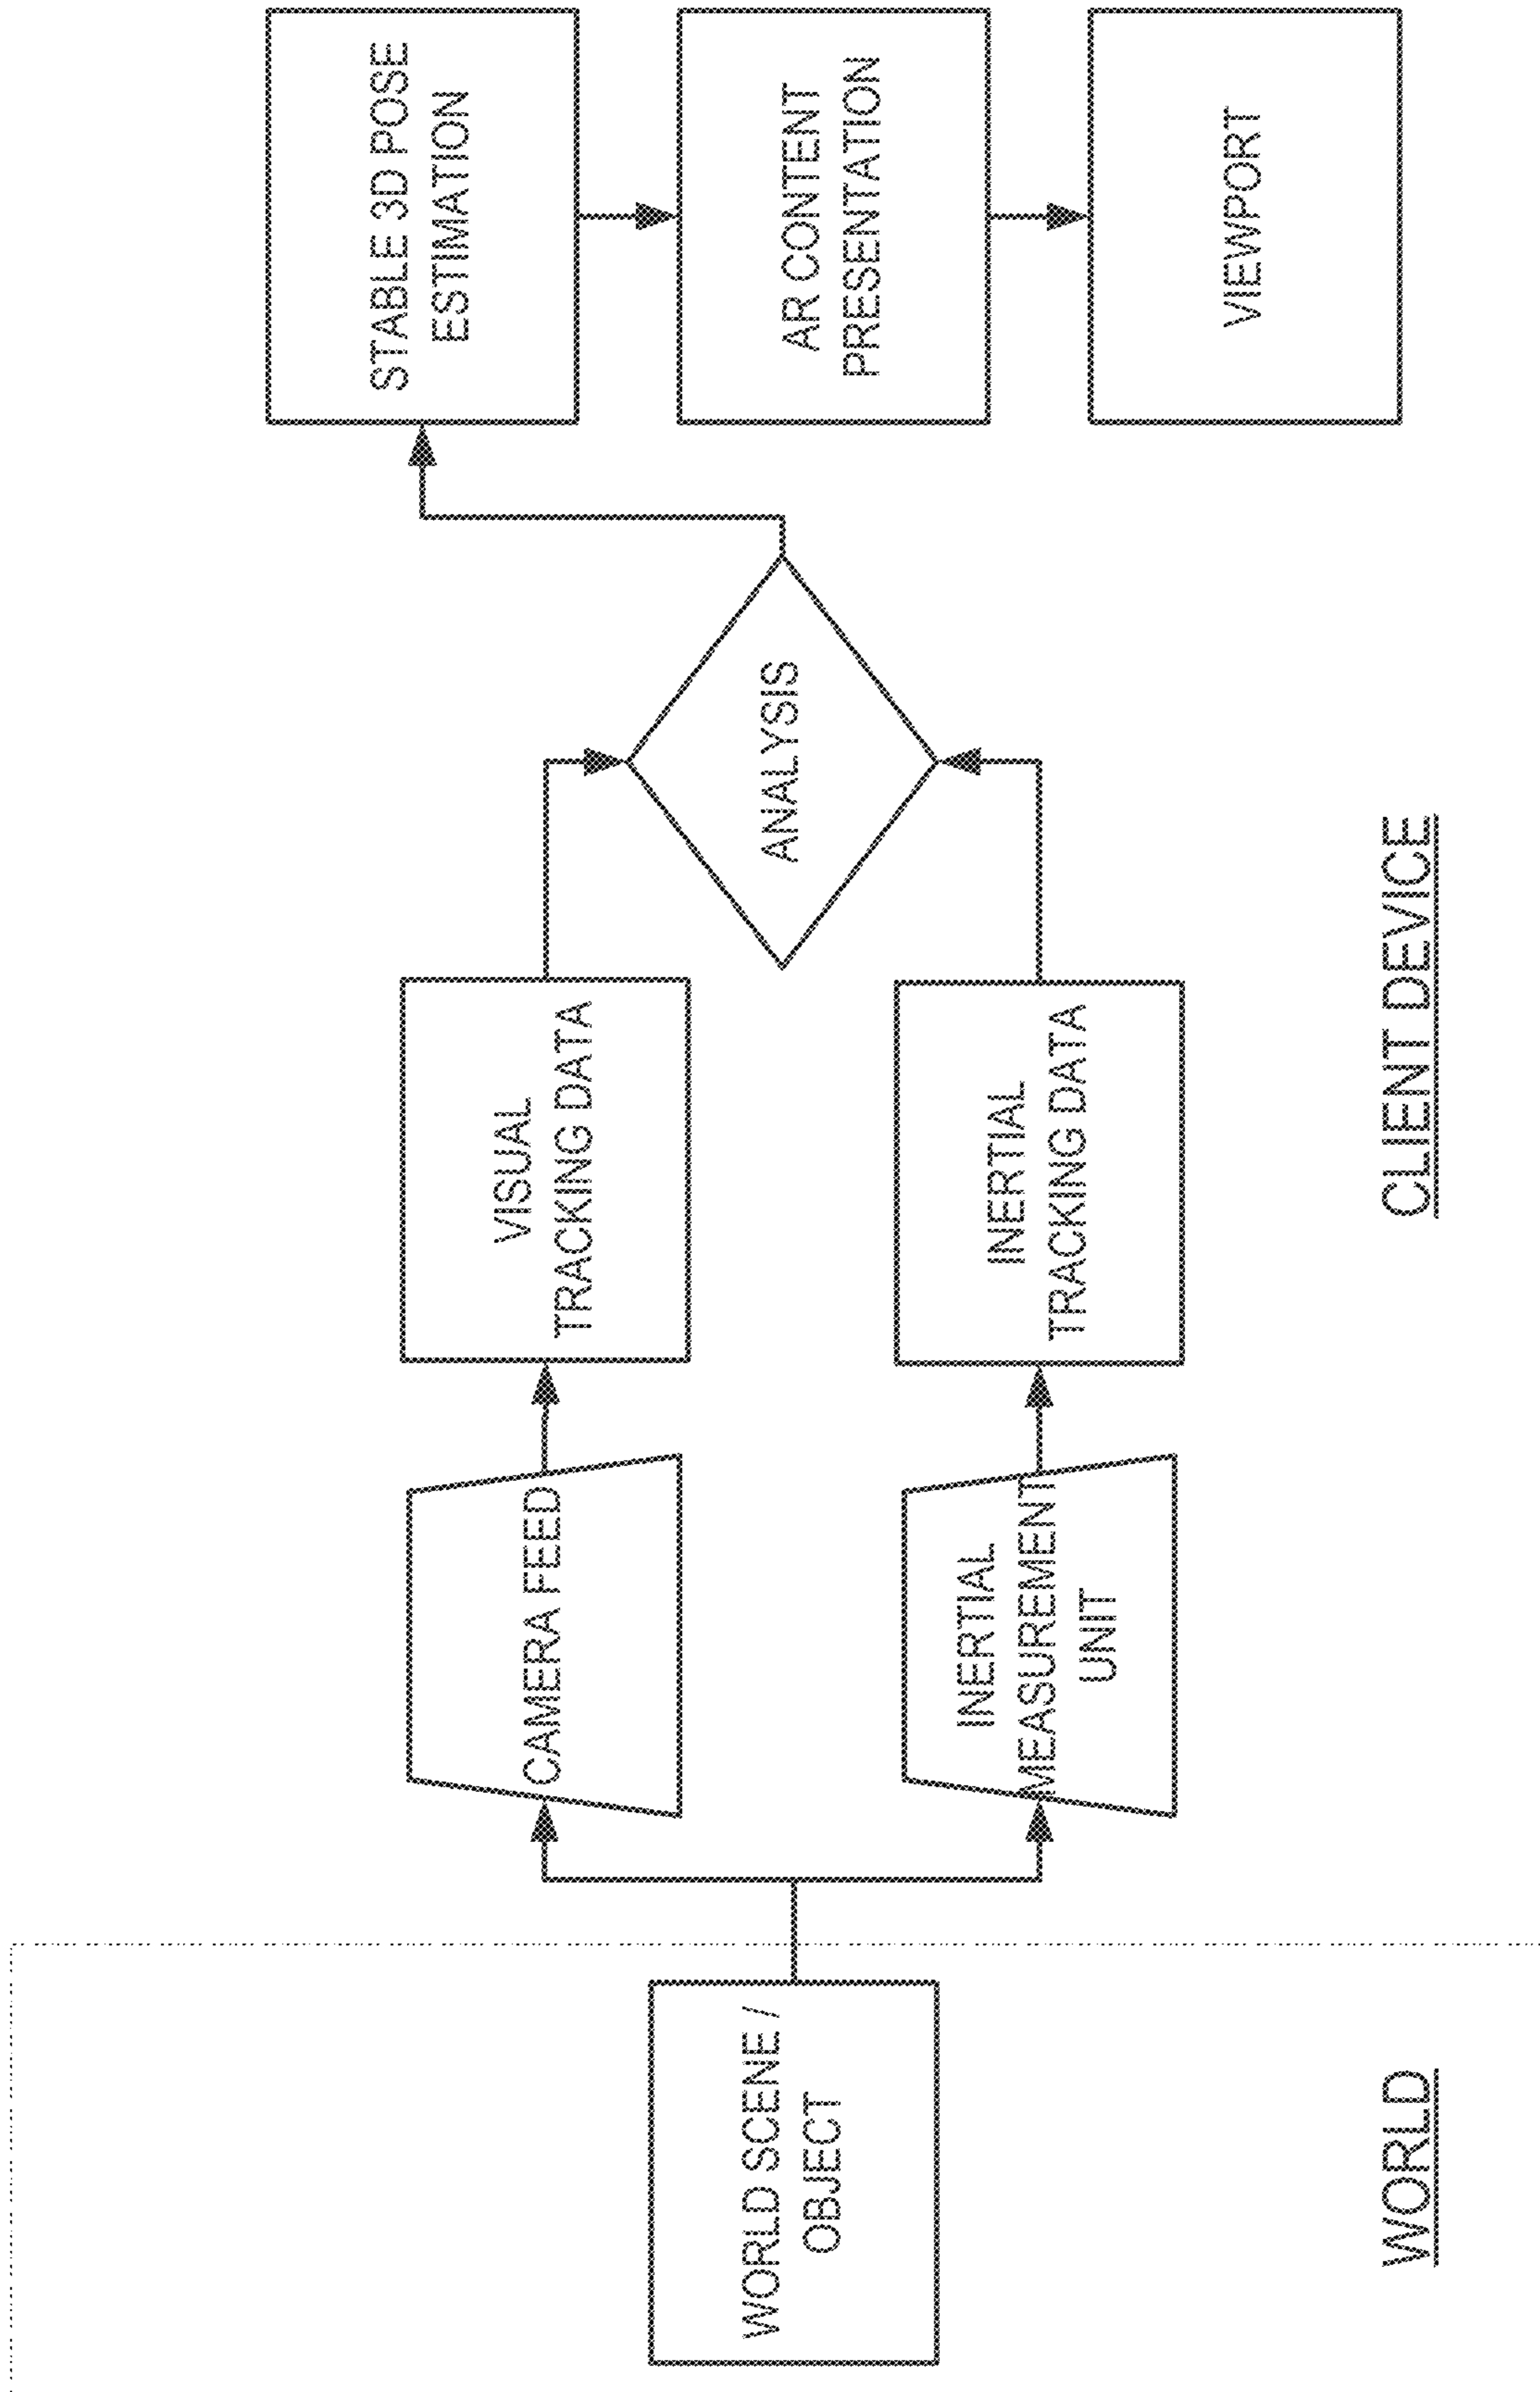 WORLD SCENE /
OBJECT
CAMERA FEED
INERTIAL
MEASUREMENT
UNIT
VISUAL
TRACKING DATA
INERTIAL
TRACKING DATA
ANALYSIS
STABLE 3D POSE
ESTIMATION
AR CONTENT
PRESENTATION
VIEWPORT
WORLD
CLIENT DEVICE